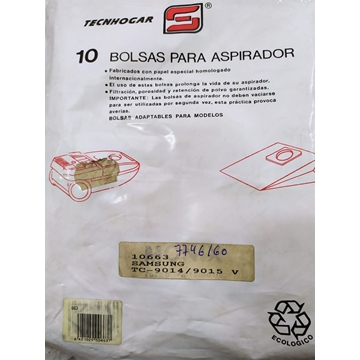 TECNHOGAR
S®
10 BOLSAS PARA ASPIRADOR
• Fabricados con papel especial homologado
internacionalmente.
• El uso de estas bolsas prolonga la vida de su aspirador.
• Filtración, porosidad y retención de polvo garantizadas.
IMPORTANTE: Las bolsas de aspirador no deben vaciarse
para ser utilizadas por segunda vez, esta práctica provoca
averías.
BOLSAS ADAPTABLES PARA MODELOS
7746/60
10663
SAMSUNG
TC-9014/9015 V
ECOLOGICO